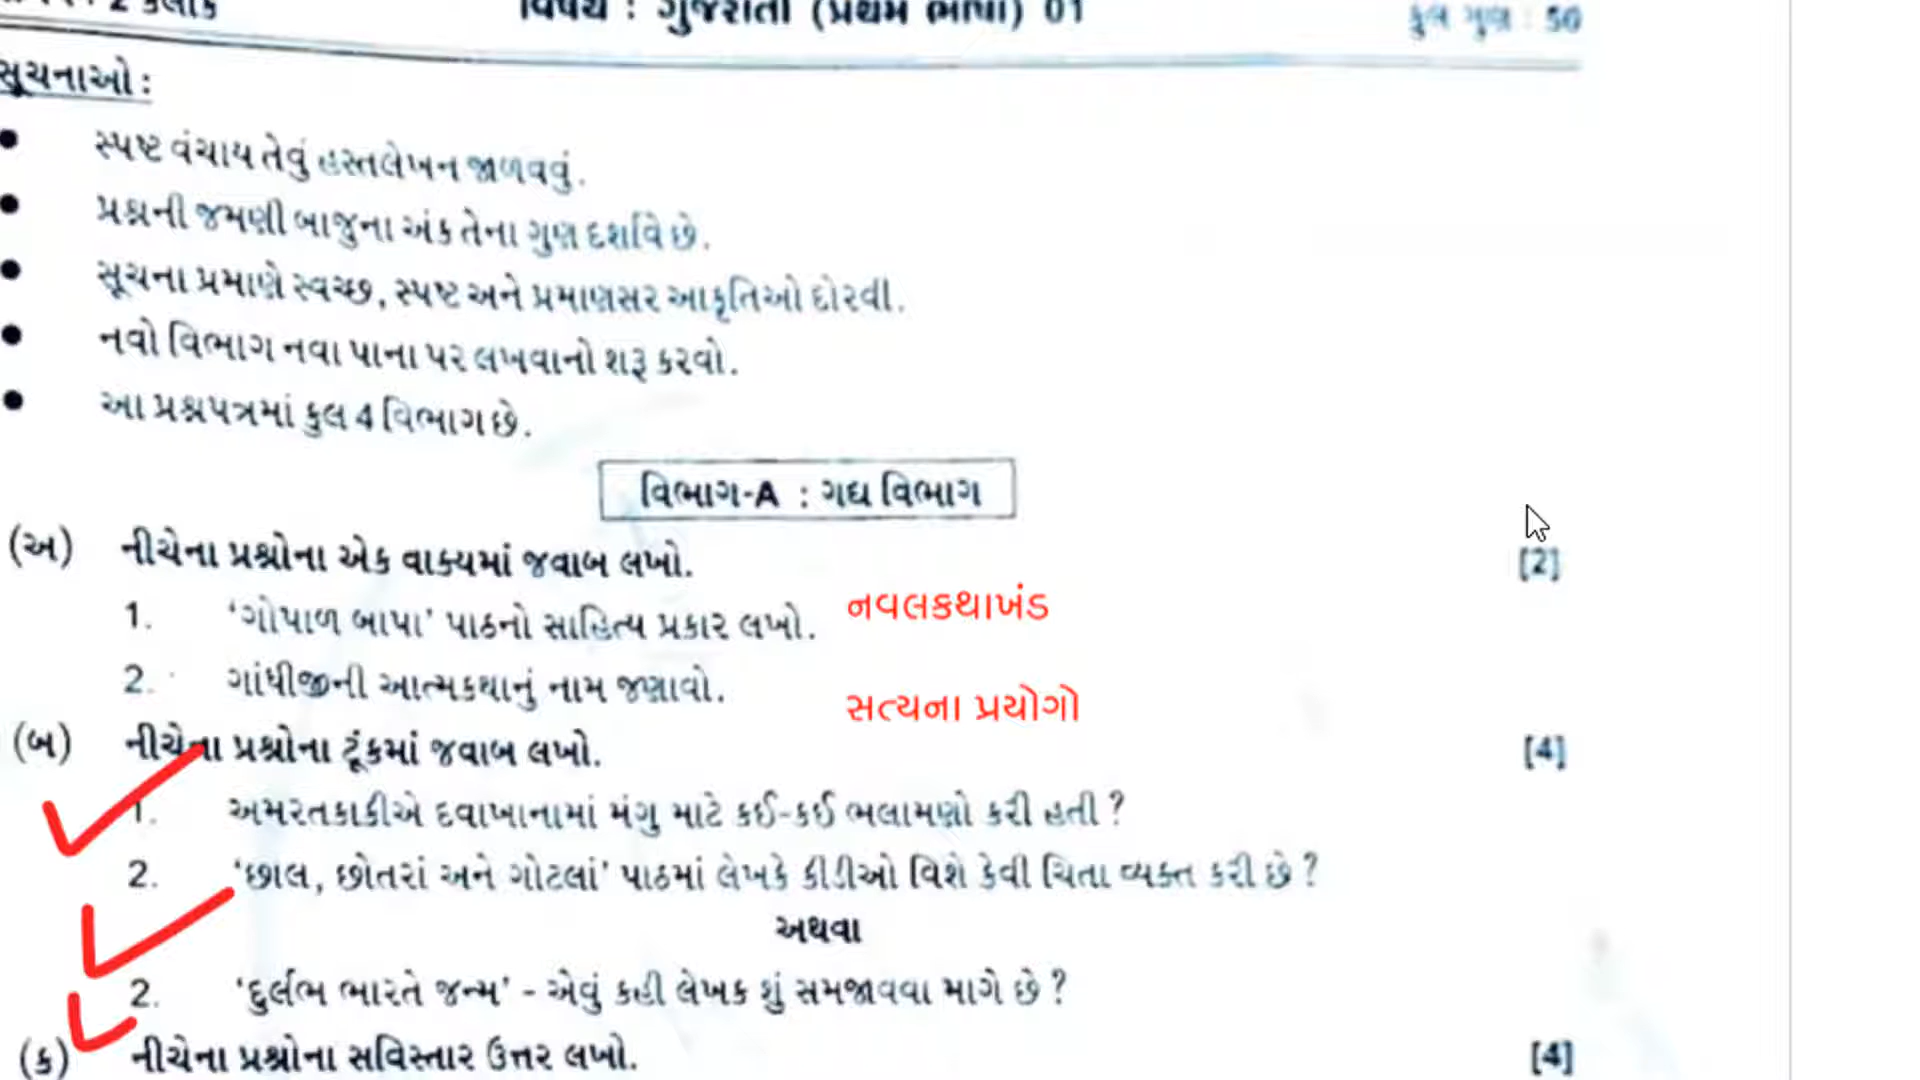 2 કલાક વિષય : ગુજરાતી (પ્રથમ ભાષા) 01 કુલ ગુણ : 50
સૂચનાઓ :
● સ્પષ્ટ વંચાય તેવું હસ્તલેખન જાળવવું.
● પ્રશ્નની જમણી બાજુના અંક તેના ગુણ દર્શાવે છે.
● સૂચના પ્રમાણે સ્વચ્છ, સ્પષ્ટ અને પ્રમાણસર આકૃતિઓ દોરવી.
● નવો વિભાગ નવા પાના પર લખવાનો શરૂ કરવો.
● આ પ્રશ્નપત્રમાં કુલ 4 વિભાગ છે.
વિભાગ-A : ગદ્ય વિભાગ
(અ) નીચેના પ્રશ્નોના એક વાક્યમાં જવાબ લખો. [2]
1. ‘ગોપાળ બાપા’ પાઠનો સાહિત્ય પ્રકાર લખો. નવલકથાખંડ
2. ગાંધીજીની આત્મકથાનું નામ જણાવો. સત્યના પ્રયોગો
(બ) નીચેના પ્રશ્નોના ટૂંકમાં જવાબ લખો. [4]
1. અમરતકાકીએ દવાખાનામાં મંગુ માટે કઈ-કઈ ભલામણો કરી હતી ?
2. ‘છાલ, છોતરાં અને ગોટલાં’ પાઠમાં લેખકે કીડીઓ વિશે કેવી ચિંતા વ્યક્ત કરી છે ?
અથવા
2. ‘દુર્લભ ભારતે જન્મ’ - એવું કહી લેખક શું સમજાવવા માગે છે ?
(ક) નીચેના પ્રશ્નોના સવિસ્તાર ઉત્તર લખો. [4]